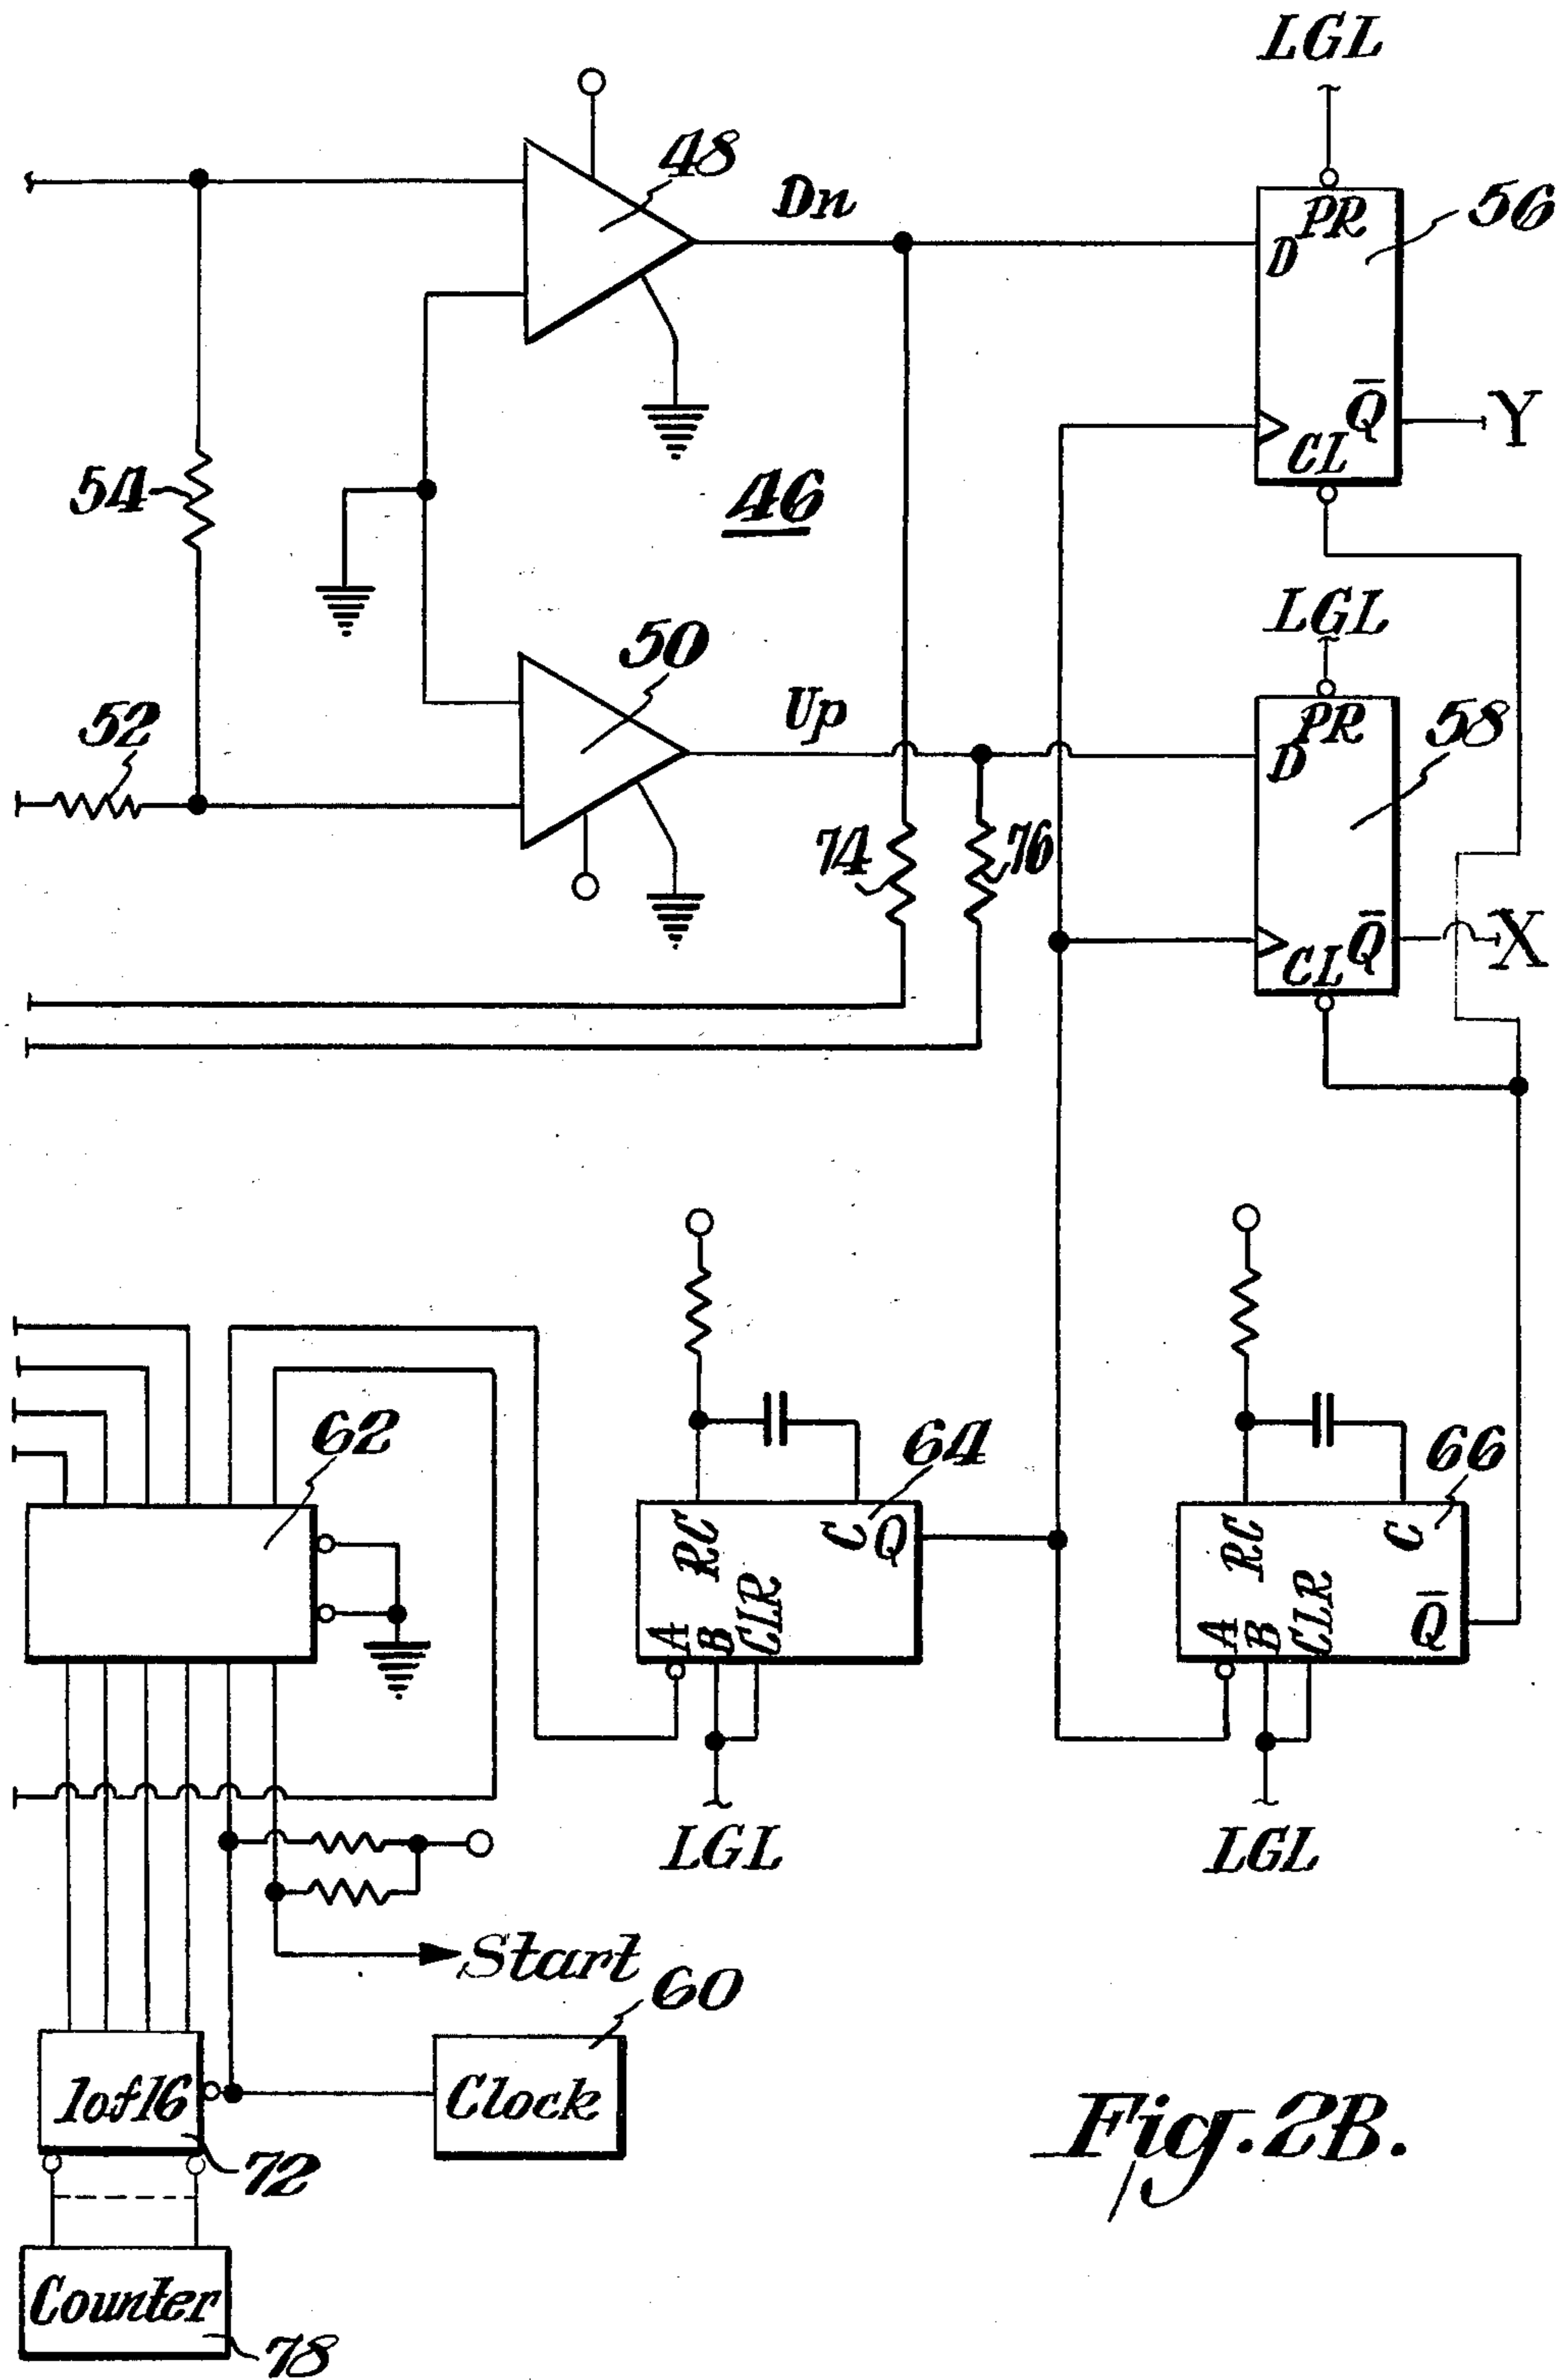 LGL
48
Dn
56
PR
D
Q̅
Y
CL
54
46
LGL
50
Up
52
PR
58
D
74
76
Q̅
X
CL
62
64
66
RC
C
Q
RC
C
A
B
CLR
A
B
CLR
Q̅
LGL
LGL
Start
60
1of16
Clock
72
Fig. 2B.
Counter
78